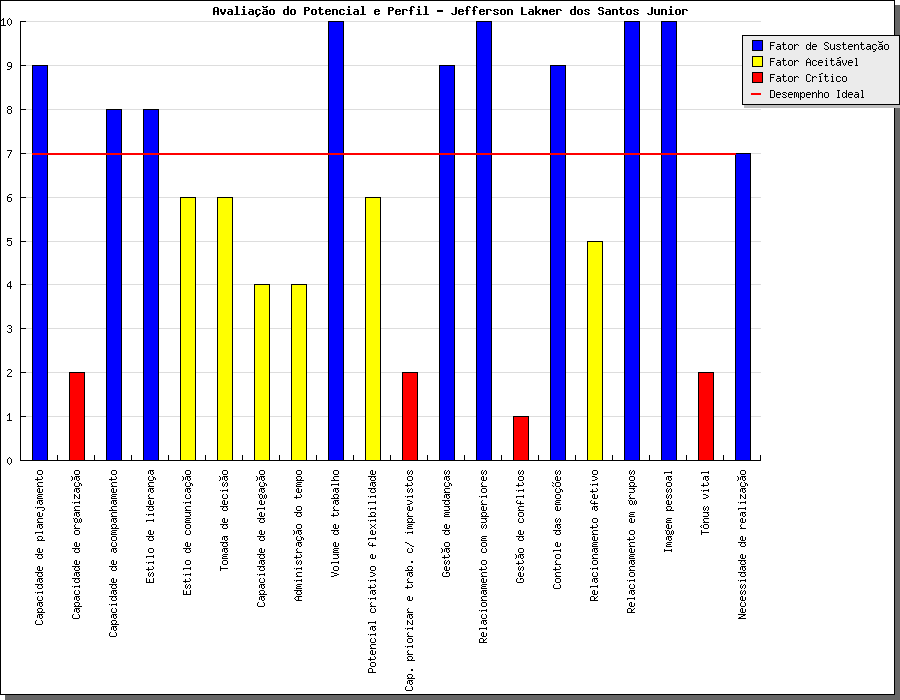 Avaliação do Potencial e Perfil - Jefferson Lakmer dos Santos Junior
Fator de Sustentação
Fator Aceitável
Fator Crítico
Desempenho Ideal
10
9
8
7
6
5
4
3
2
1
0
Capacidade de planejamento
Capacidade de organização
Capacidade de acompanhamento
Estilo de liderança
Estilo de comunicação
Tomada de decisão
Capacidade de delegação
Administração do tempo
Volume de trabalho
Potencial criativo e flexibilidade
Cap. priorizar e trab. c/ imprevistos
Gestão de mudanças
Relacionamento com superiores
Gestão de conflitos
Controle das emoções
Relacionamento afetivo
Relacionamento em grupos
Imagem pessoal
Tônus vital
Necessidade de realização